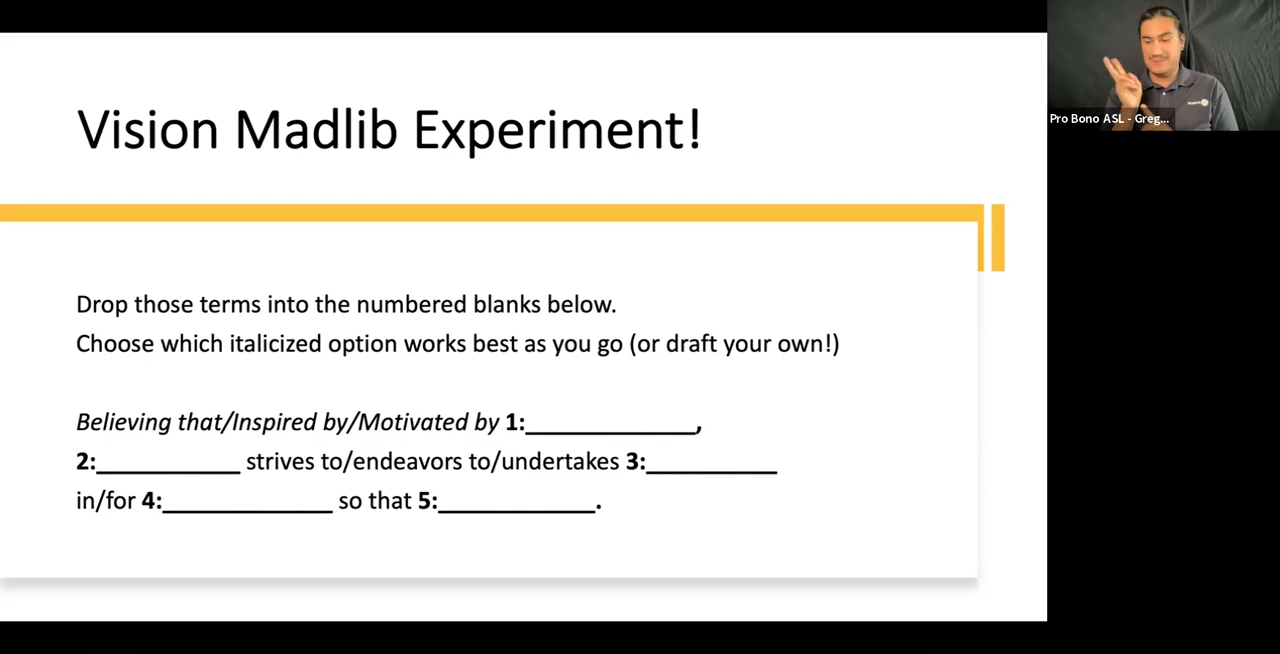 Vision Madlib Experiment!
Drop those terms into the numbered blanks below.
Choose which italicized option works best as you go (or draft your own!)
Believing that/Inspired by/Motivated by 1:_____________,
2:___________ strives to/endeavors to/undertakes 3:__________
in/for 4:_____________ so that 5:____________.
Pro Bono ASL - Greg...